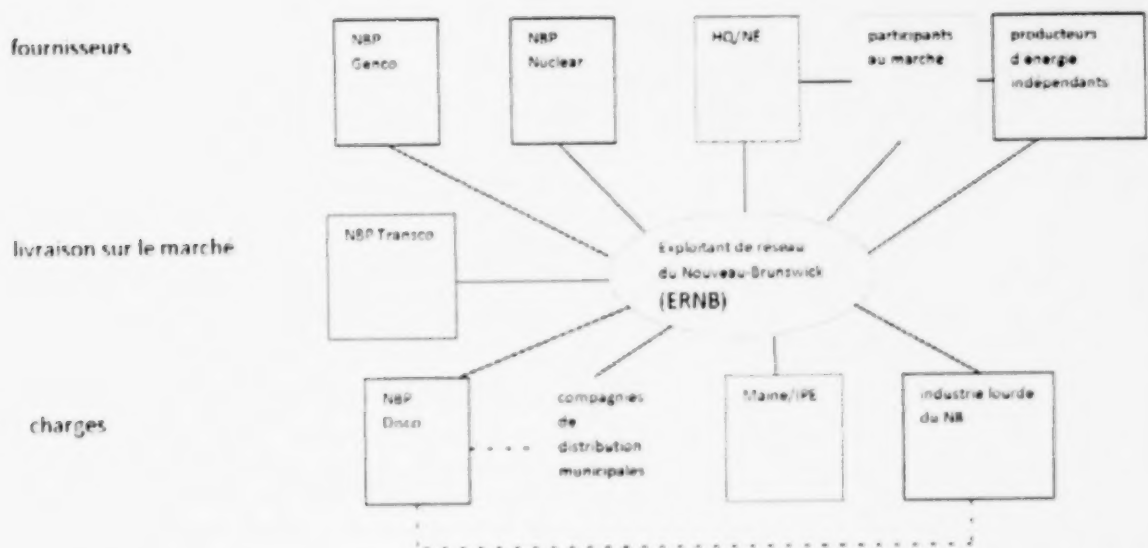 fournisseurs
NBP
Genco
NBP
Nuclear
HQ/NE
participants
au marché
producteurs
d'énergie
indépendants
livraison sur le marché
NBP Transco
Exploitant de réseau
du Nouveau-Brunswick
(ERNB)
charges
NBP
Disco
compagnies
de
distribution
municipales
Maine/IPE
industrie lourde
du NB